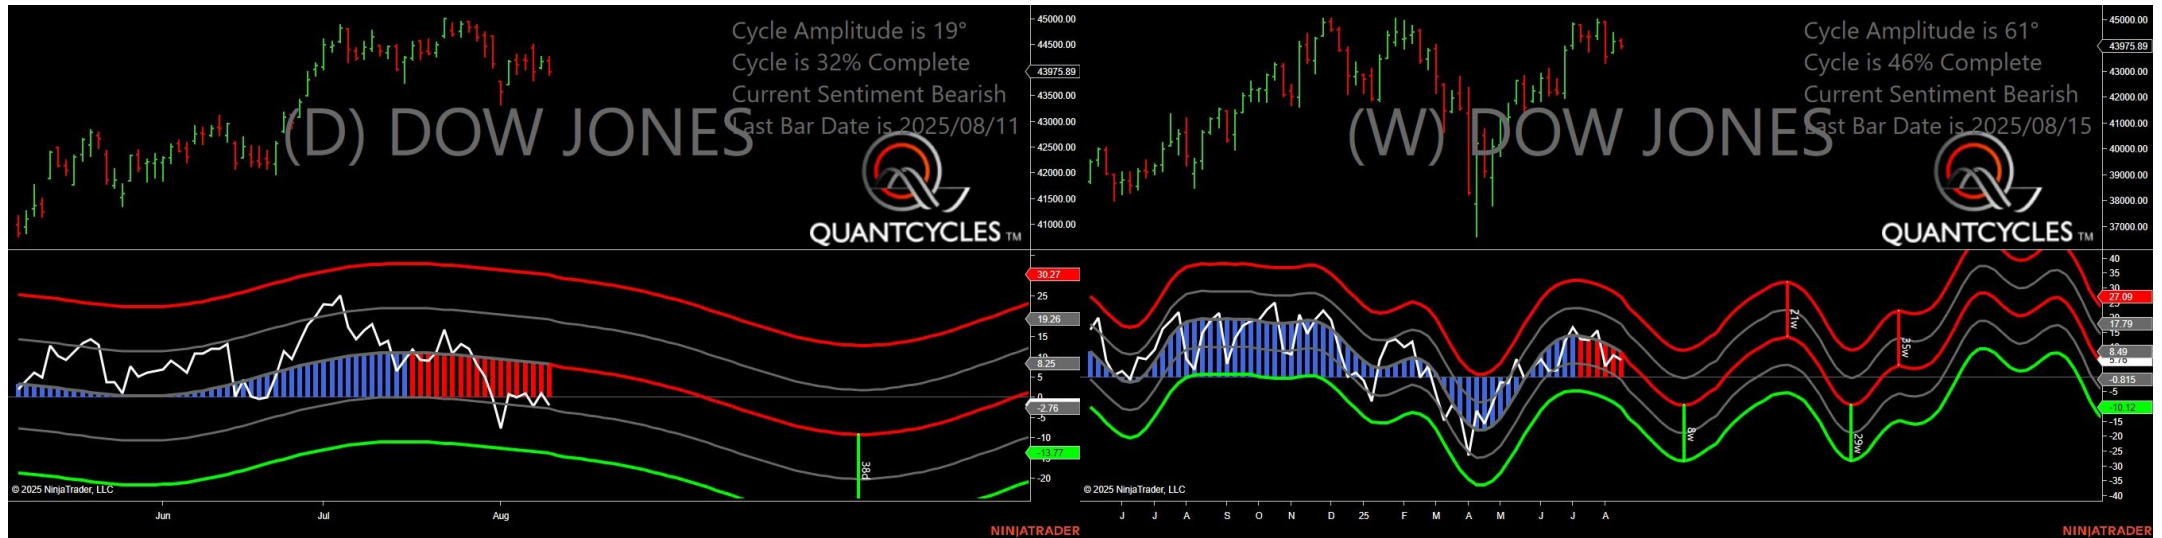 Cycle Amplitude is 19°
Cycle is 32% Complete
Current Sentiment Bearish
Last Bar Date is 2025/08/11
(D) DOW JONES
QUANTCYCLES TM
45000.00
44500.00
43975.89
43500.00
43000.00
42500.00
42000.00
41500.00
41000.00
30.27
25
19.26
15
8.25
5
0
-2.76
-5
-10
-13.77
-20
38d
© 2025 NinjaTrader, LLC
Jun Jul Aug
NINJATRADER
Cycle Amplitude is 61°
Cycle is 46% Complete
Current Sentiment Bearish
Last Bar Date is 2025/08/15
(W) DOW JONES
QUANTCYCLES TM
45000.00
43975.89
43000.00
42000.00
41000.00
40000.00
39000.00
38000.00
37000.00
40
35
30
27.09
17.79
15
8.49
-0.815
-5
-10.12
-15
-20
-25
-30
-35
-40
21w
35w
8w
29w
© 2025 NinjaTrader, LLC
J J A S O N D 25 F M A M J J A
NINJATRADER